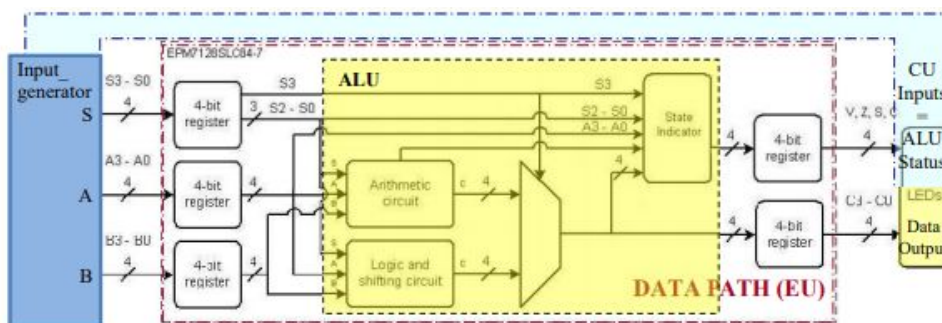 EPM7128SLC84-7
Input_
generator
S3 - S0
4
S
4-bit
register
S3
3
S2 - S0
ALU
S3
S2 - S0
A3 - A0
State
Indicator
4
4
4-bit
register
V, Z, S, C
4
CU
Inputs
=
ALU
Status
A3 - A0
4
A
4-bit
register
4
S
A
B
Arithmetic
circuit
c
4
B3 - B0
4
B
4-bit
register
4
S
A
B
Logic and
shifting circuit
c
4
4
4-bit
register
C3 - C0
4
LEDs
Data
Output
DATA PATH (EU)